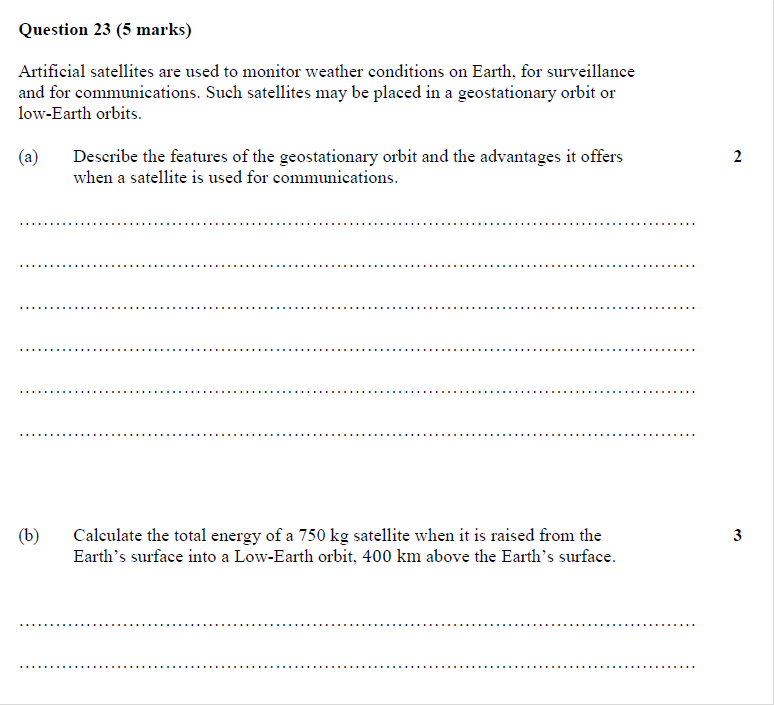 Question 23 (5 marks)
Artificial satellites are used to monitor weather conditions on Earth, for surveillance
and for communications. Such satellites may be placed in a geostationary orbit or
low-Earth orbits.
(a) Describe the features of the geostationary orbit and the advantages it offers 2
when a satellite is used for communications.
(b) Calculate the total energy of a 750 kg satellite when it is raised from the 3
Earth's surface into a Low-Earth orbit, 400 km above the Earth's surface.